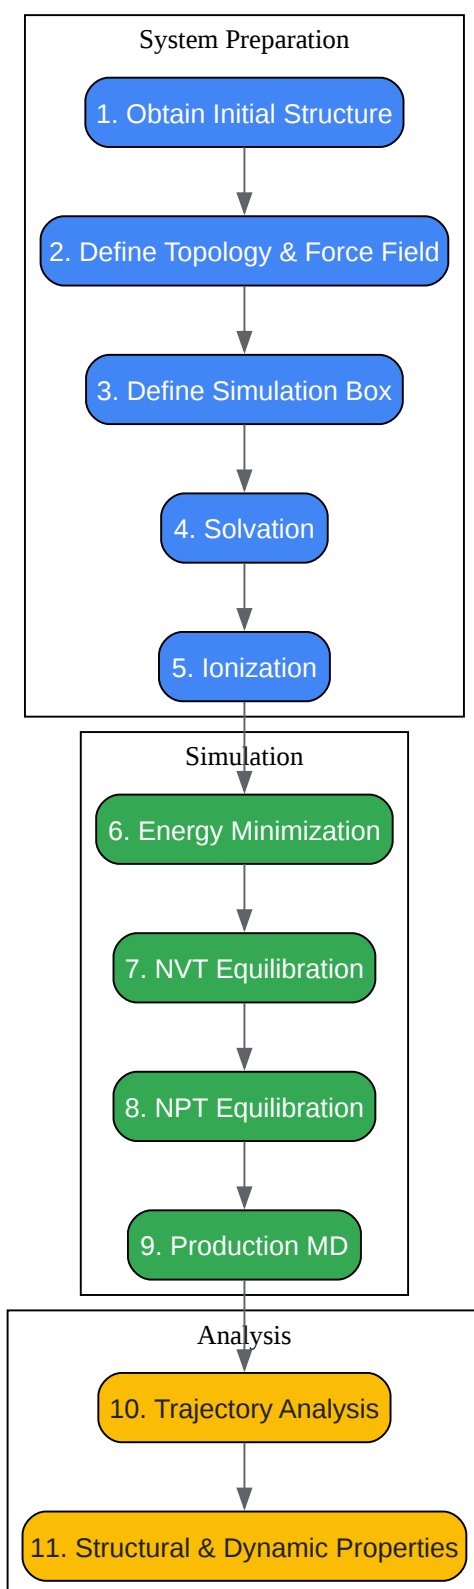 System Preparation
1. Obtain Initial Structure
2. Define Topology & Force Field
3. Define Simulation Box
4. Solvation
5. Ionization
Simulation
6. Energy Minimization
7. NVT Equilibration
8. NPT Equilibration
9. Production MD
Analysis
10. Trajectory Analysis
11. Structural & Dynamic Properties